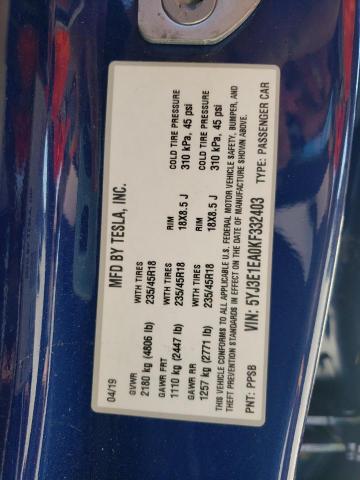 04/19 MFD BY TESLA, INC.
GVWR WITH TIRES RIM COLD TIRE PRESSURE
2180 kg (4806 lb) 235/45R18 18X8.5 J 310 kPa, 45 psi
GAWR FRT WITH TIRES RIM COLD TIRE PRESSURE
1110 kg (2447 lb) 235/45R18 18X8.5 J 310 kPa, 45 psi
GAWR RR WITH TIRES
1257 kg (2771 lb) 235/45R18
THIS VEHICLE CONFORMS TO ALL APPLICABLE U.S. FEDERAL MOTOR VEHICLE SAFETY, BUMPER, AND
THEFT PREVENTION STANDARDS IN EFFECT ON THE DATE OF MANUFACTURE SHOWN ABOVE.
VIN: 5YJ3E1EA0KF332403 TYPE: PASSENGER CAR
PNT: PPSB